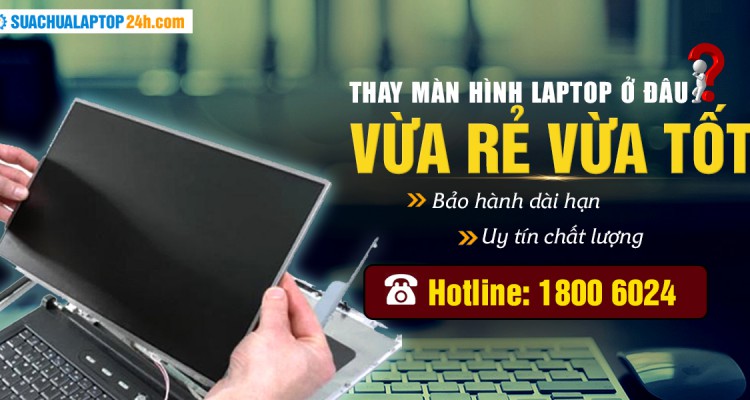 SUACHUALAPTOP24h.com
THAY MÀN HÌNH LAPTOP Ở ĐÂU
VỪA RẺ VỪA TỐT
Bảo hành dài hạn
Uy tín chất lượng
Hotline: 1800 6024